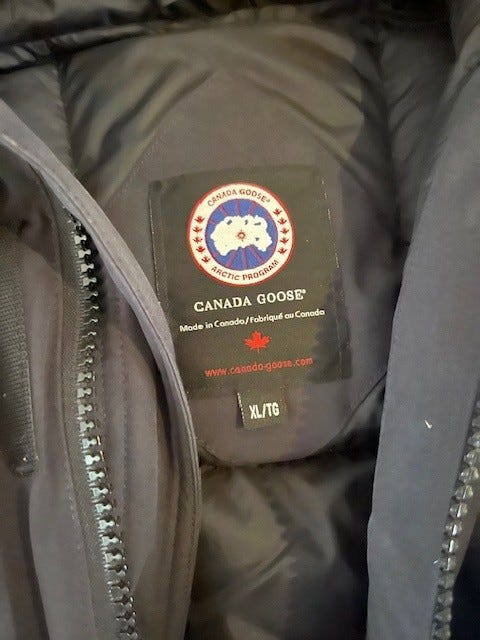 CANADA GOOSE®
ARCTIC PROGRAM
CANADA GOOSE®
Made in Canada/Fabriqué au Canada
www.canada-goose.com
XL/TG